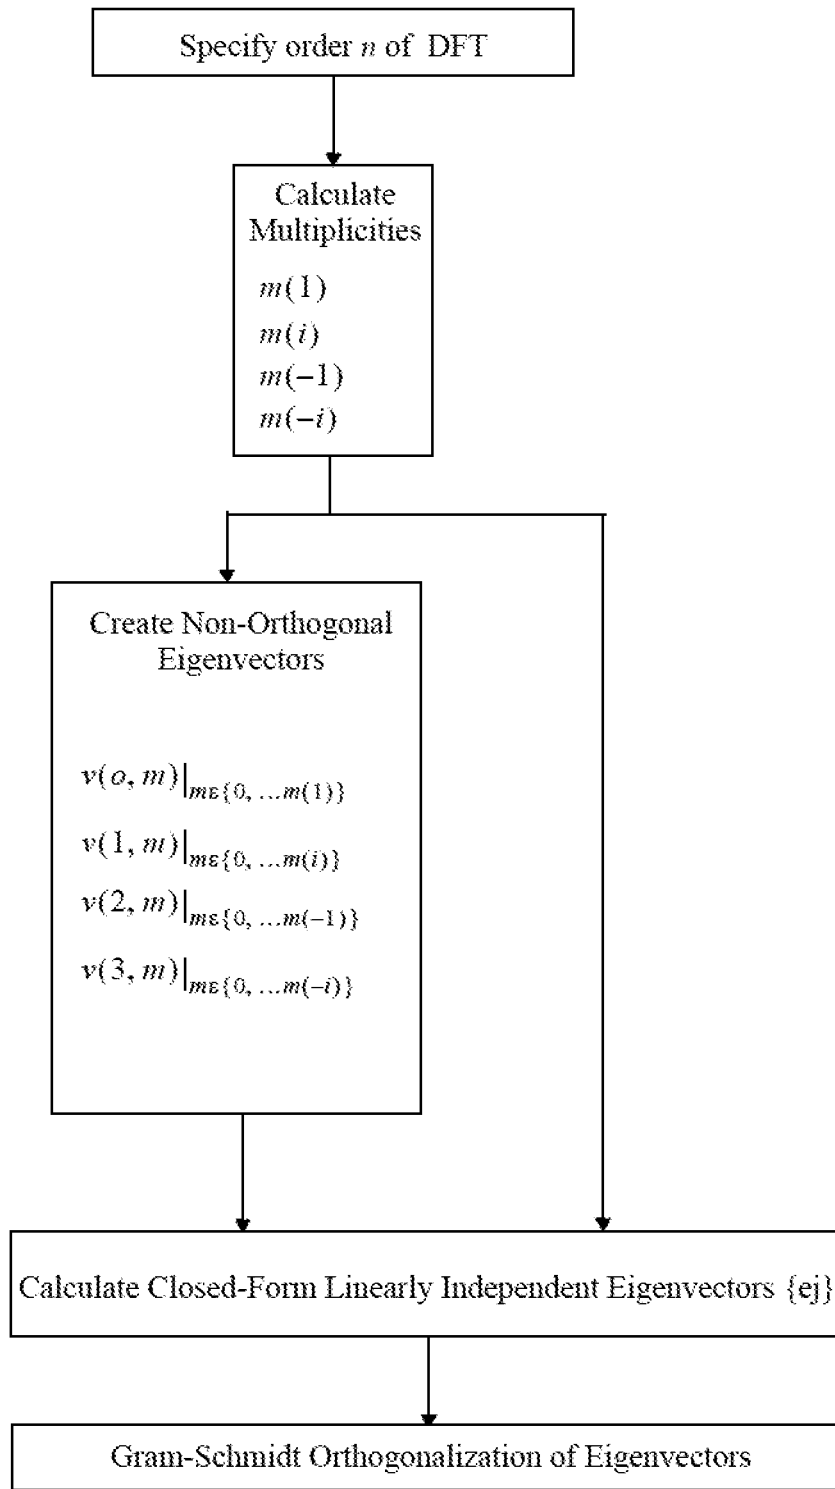 Specify order n of DFT
Calculate
Multiplicities
m(1)
m(i)
m(–1)
m(–i)
Create Non-Orthogonal
Eigenvectors
v(o, m)|mε{0, ...m(1)}
v(1, m)|mε{0, ...m(i)}
v(2, m)|mε{0, ...m(–1)}
v(3, m)|mε{0, ...m(–i)}
Calculate Closed-Form Linearly Independent Eigenvectors {ej}
Gram-Schmidt Orthogonalization of Eigenvectors